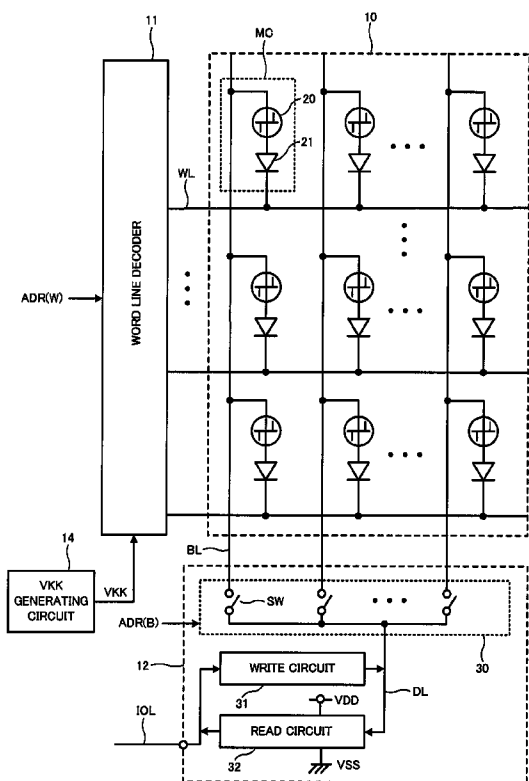 11
MC
10
20
21
WL
WORD LINE DECODER
ADR(W)
14
VKK GENERATING CIRCUIT
VKK
BL
SW
ADR(B)
30
12
WRITE CIRCUIT
31
DL
VDD
IOL
READ CIRCUIT
32
VSS